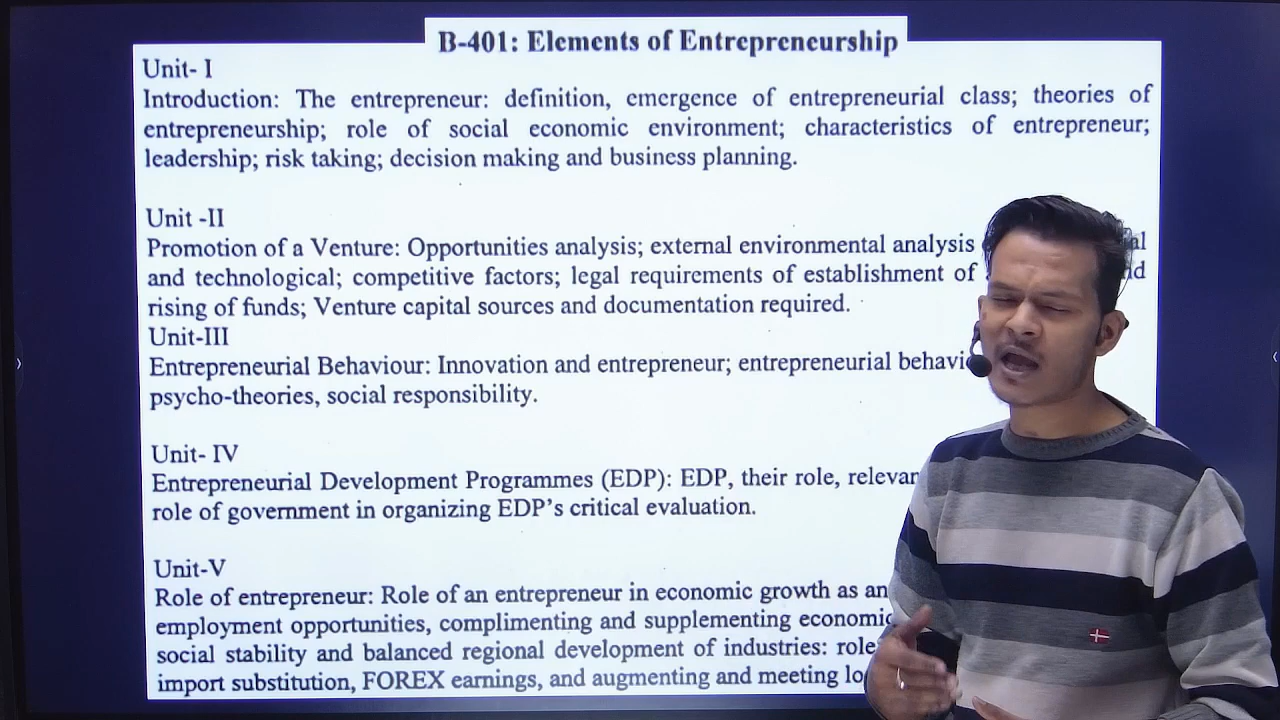 B-401: Elements of Entrepreneurship
Unit- I
Introduction: The entrepreneur: definition, emergence of entrepreneurial class; theories of
entrepreneurship; role of social economic environment; characteristics of entrepreneur;
leadership; risk taking; decision making and business planning.
Unit -II
Promotion of a Venture: Opportunities analysis; external environmental analysis
and technological; competitive factors; legal requirements of establishment of
rising of funds; Venture capital sources and documentation required.
Unit-III
Entrepreneurial Behaviour: Innovation and entrepreneur; entrepreneurial
psycho-theories, social responsibility.
Unit- IV
Entrepreneurial Development Programmes (EDP): EDP, their role,
role of government in organizing EDP's critical evaluation.
Unit-V
Role of entrepreneur: Role of an entrepreneur in economic growth as an
employment opportunities, complimenting and supplementing economic
social stability and balanced regional development of industries: role
import substitution, FOREX earnings, and augmenting and meeting